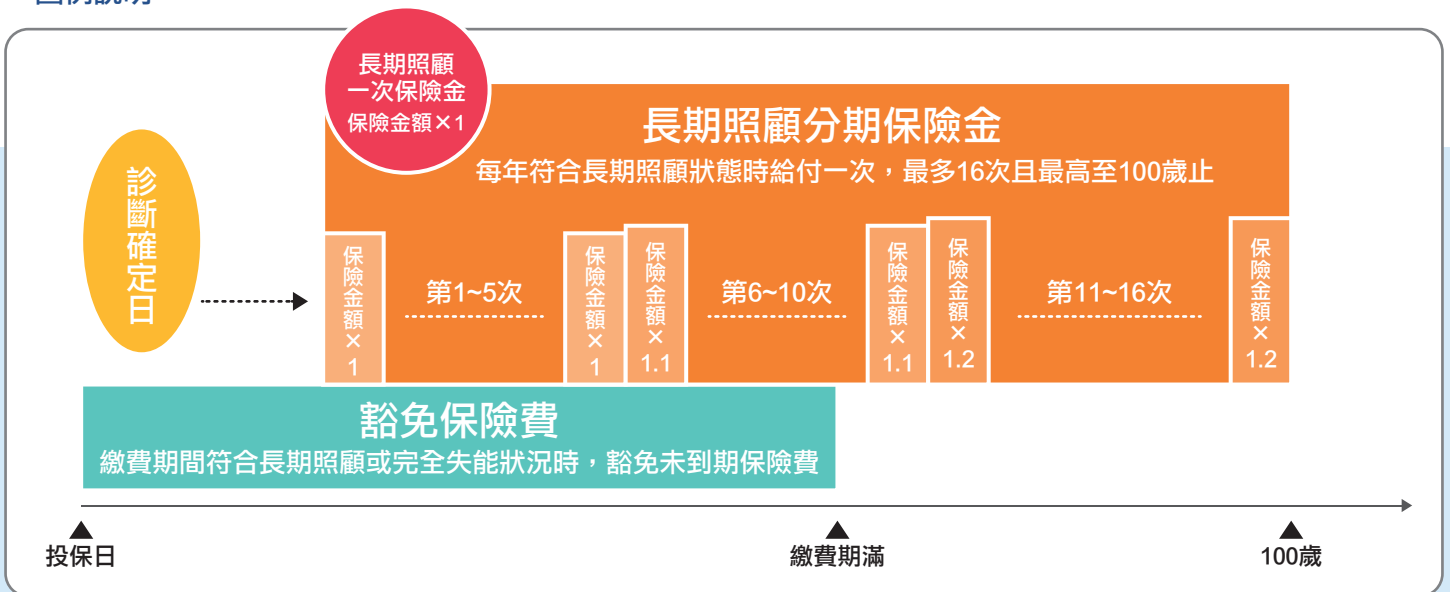 圖例說明
長期照顧
一次保險金
保險金額×1
長期照顧分期保險金
每年符合長期照顧狀態時給付一次，最多16次且最高至100歲止
診斷確定日
保險金額×1
第1~5次
保險金額×1
保險金額×1.1
第6~10次
保險金額×1.1
保險金額×1.2
第11~16次
保險金額×1.2
豁免保險費
繳費期間符合長期照顧或完全失能狀況時，豁免未到期保險費
投保日
繳費期滿
100歲